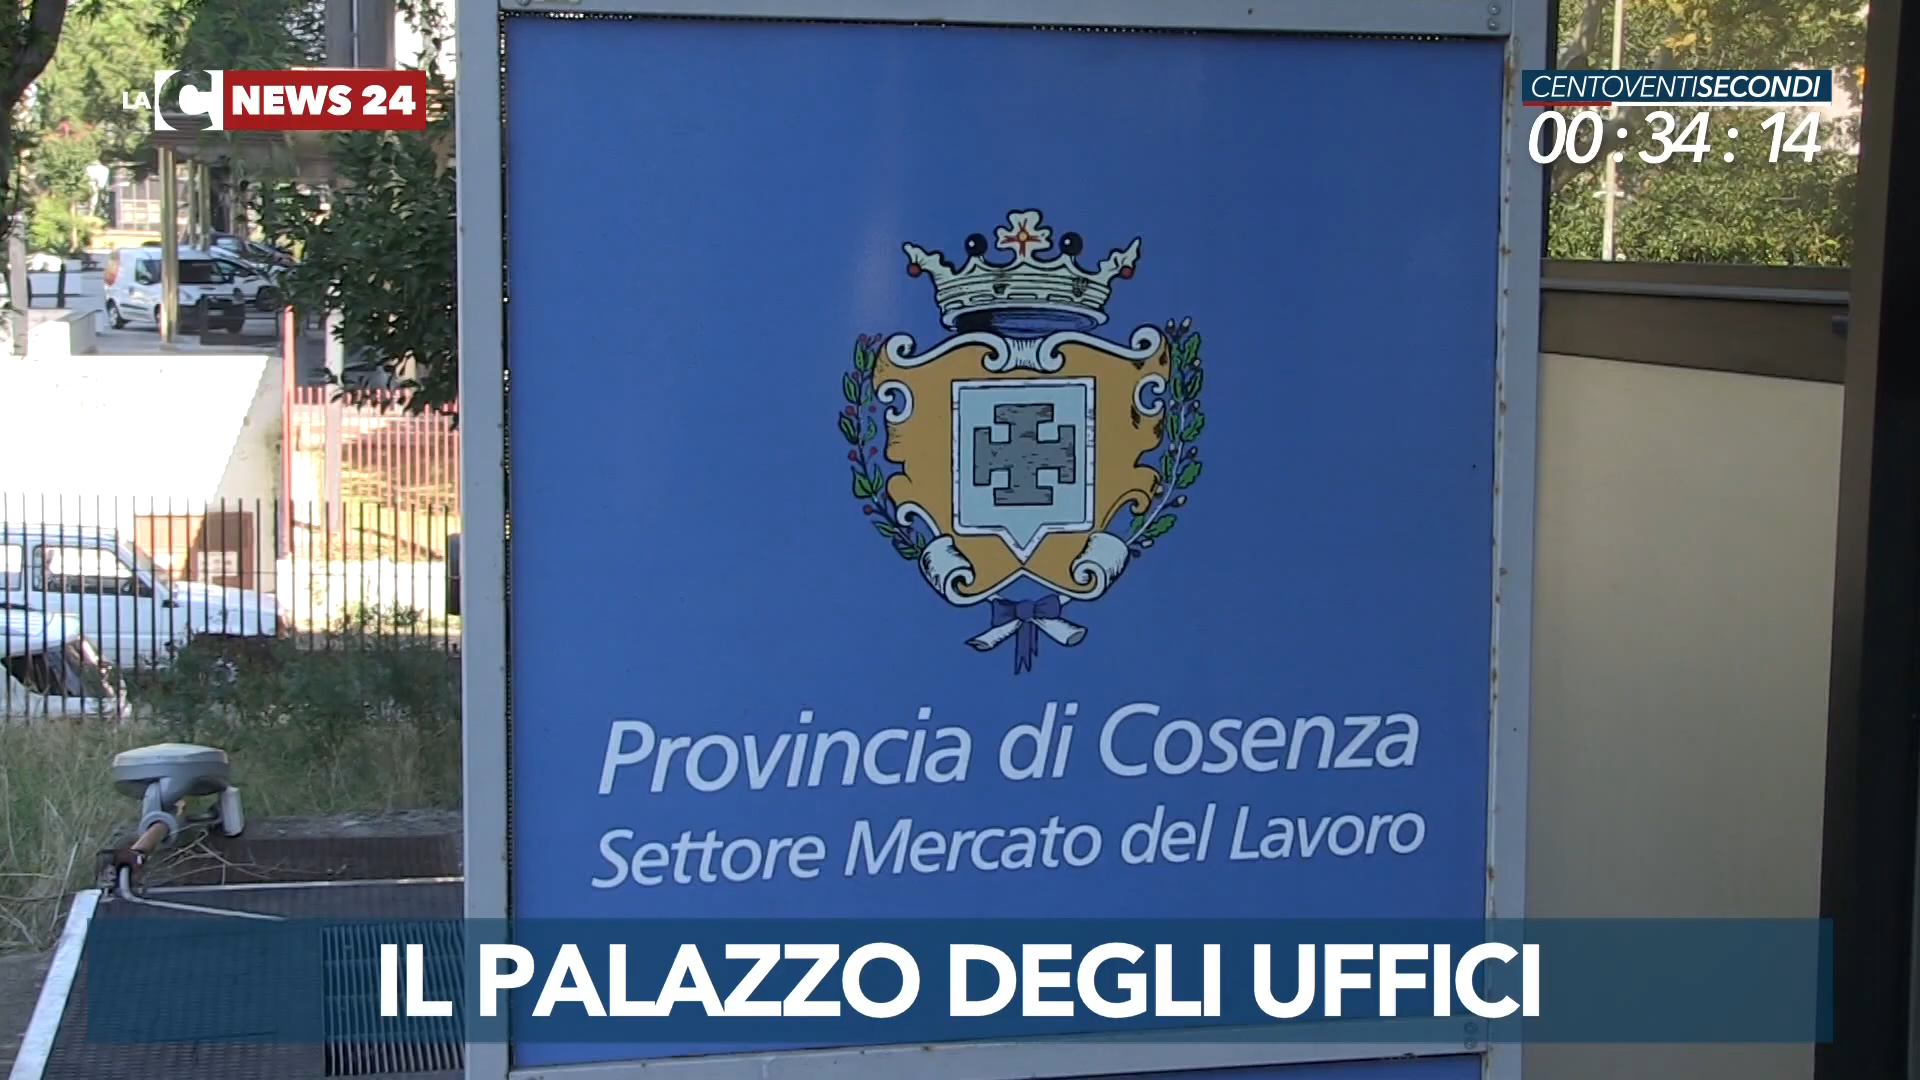 LA C NEWS 24
CENTOVENTISECONDI
00:34:14
Provincia di Cosenza
Settore Mercato del Lavoro
IL PALAZZO DEGLI UFFICI